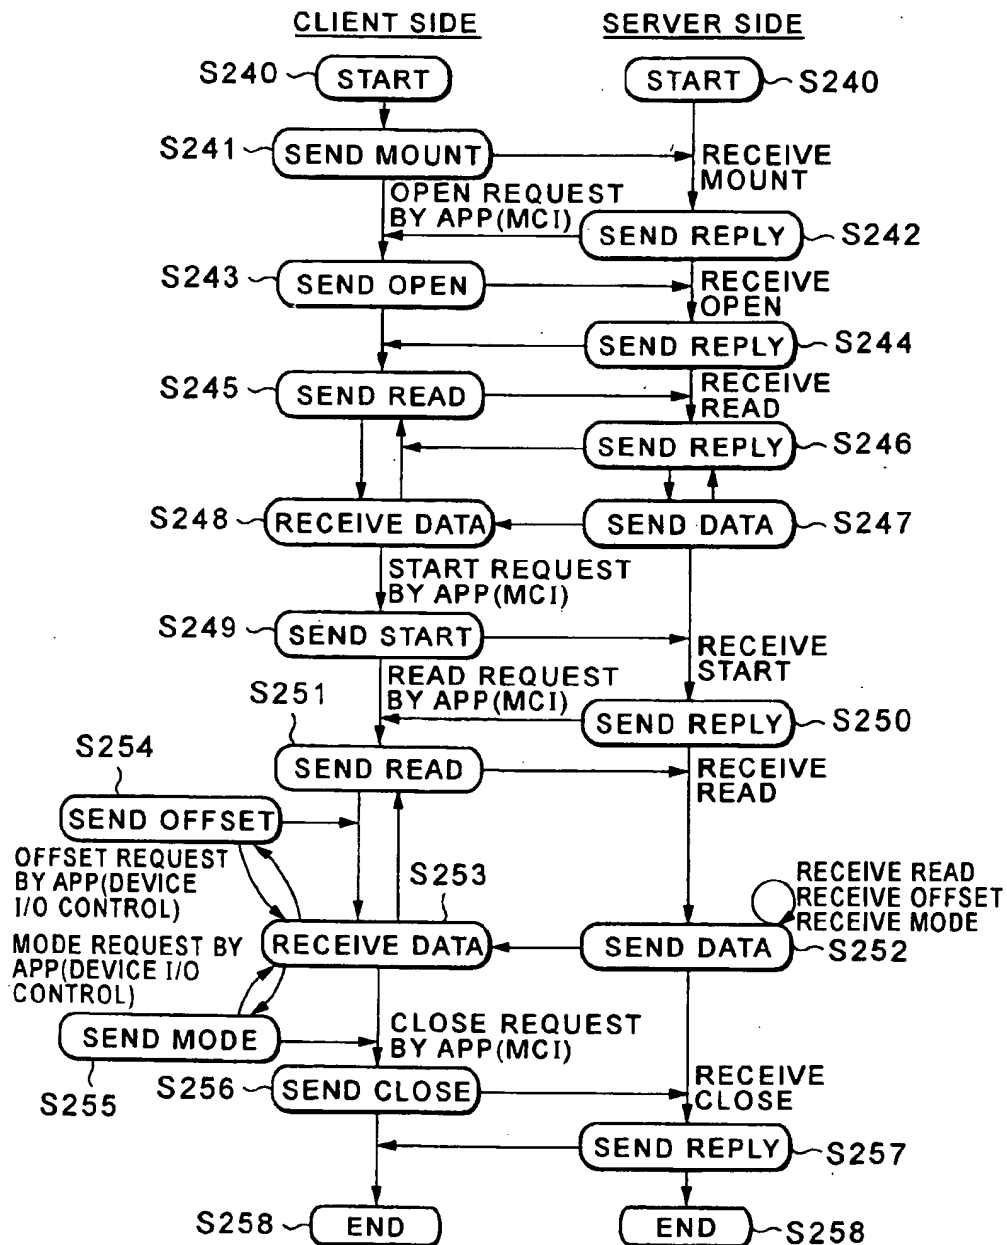 CLIENT SIDE
SERVER SIDE
S240
START
START
S240
S241
SEND MOUNT
RECEIVE
MOUNT
OPEN REQUEST
BY APP(MCI)
SEND REPLY
S242
S243
SEND OPEN
RECEIVE
OPEN
SEND REPLY
S244
S245
SEND READ
RECEIVE
READ
SEND REPLY
S246
S248
RECEIVE DATA
SEND DATA
S247
START REQUEST
BY APP(MCI)
S249
SEND START
RECEIVE
START
S251
READ REQUEST
BY APP(MCI)
SEND REPLY
S250
SEND READ
RECEIVE
READ
S254
SEND OFFSET
OFFSET REQUEST
BY APP(DEVICE
I/O CONTROL)
S253
RECEIVE READ
RECEIVE OFFSET
RECEIVE MODE
RECEIVE DATA
SEND DATA
S252
MODE REQUEST BY
APP(DEVICE I/O
CONTROL)
SEND MODE
S255
CLOSE REQUEST
BY APP(MCI)
S256
SEND CLOSE
RECEIVE
CLOSE
SEND REPLY
S257
S258
END
END
S258